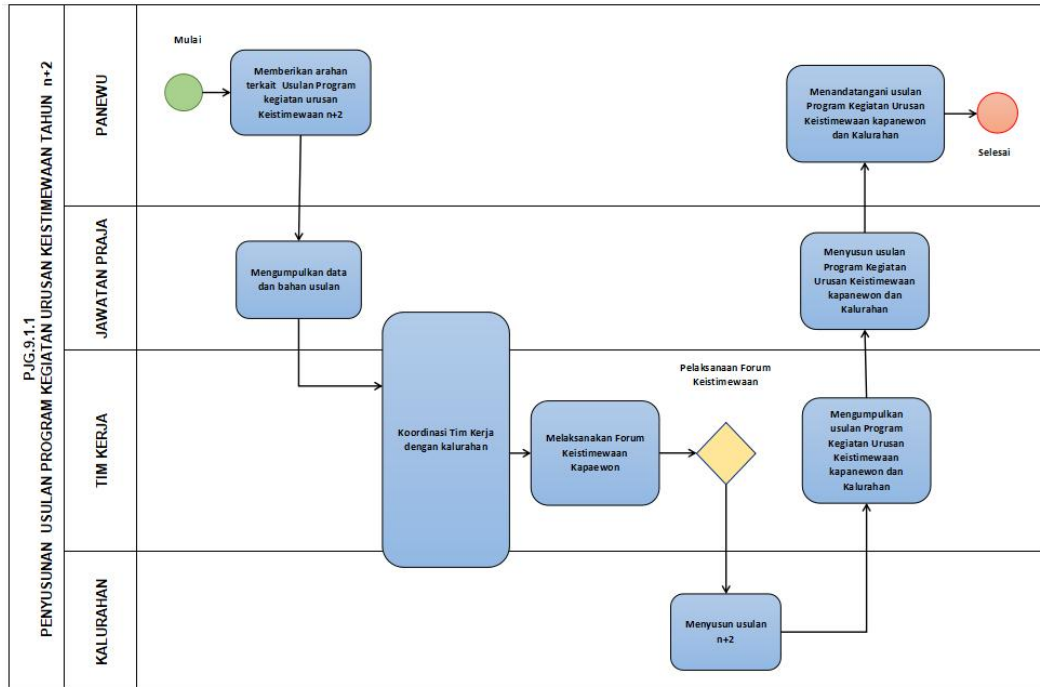 PJG.9.1.1
PENYUSUNAN USULAN PROGRAM KEGIATAN URUSAN KEISTIMEWAAN TAHUN n+2
PANEWU
Mulai
Memberikan arahan
terkait Usulan Program
kegiatan urusan
Keistimewaan n+2
Menandatangani usulan
Program Kegiatan Urusan
Keistimewaan kapanewon
dan Kalurahan
Selesai
JAWATAN PRAJA
Mengumpulkan data
dan bahan usulan
Menyusun usulan
Program Kegiatan
Urusan Keistimewaan
kapanewon dan
Kalurahan
TIM KERJA
Koordinasi Tim Kerja
dengan kalurahan
Melaksanakan Forum
Keistimewaan
Kapaewon
Pelaksanaan Forum
Keistimewaan
Mengumpulkan
usulan Program
Kegiatan Urusan
Keistimewaan
kapanewon dan
Kalurahan
KALURAHAN
Menyusun usulan
n+2